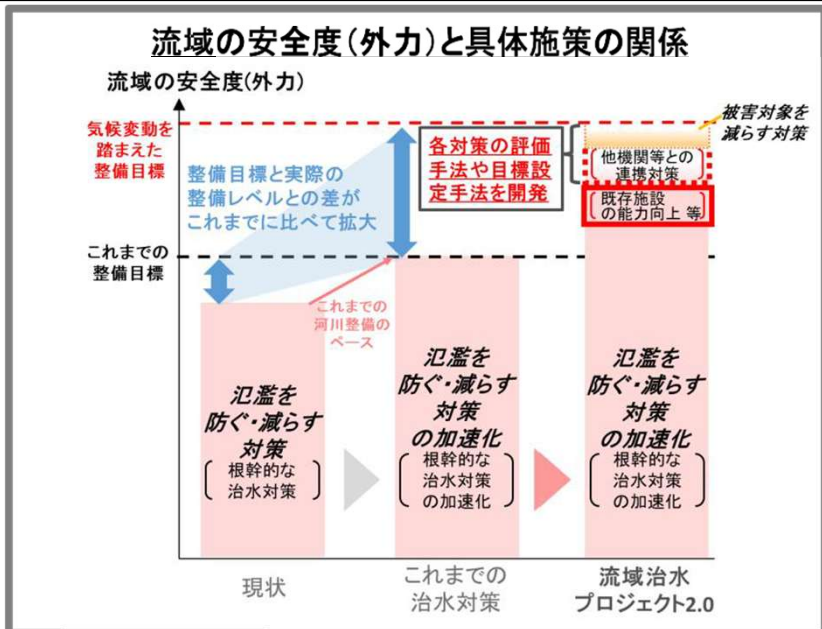 流域の安全度(外力)と具体施策の関係
流域の安全度(外力)
気候変動を
踏まえた
整備目標
整備目標と実際の
整備レベルとの差が
これまでに比べて拡大
各対策の評価
手法や目標設
定手法を開発
被害対象を
減らす対策
他機関等との
連携対策
既存施設
の能力向上 等
これまでの
整備目標
これまでの
河川整備の
ペース
氾濫を
防ぐ・減らす
対策
根幹的な
治水対策
氾濫を
防ぐ・減らす
対策
の加速化
根幹的な
治水対策
の加速化
氾濫を
防ぐ・減らす
対策
の加速化
根幹的な
治水対策
の加速化
現状
これまでの
治水対策
流域治水
プロジェクト2.0